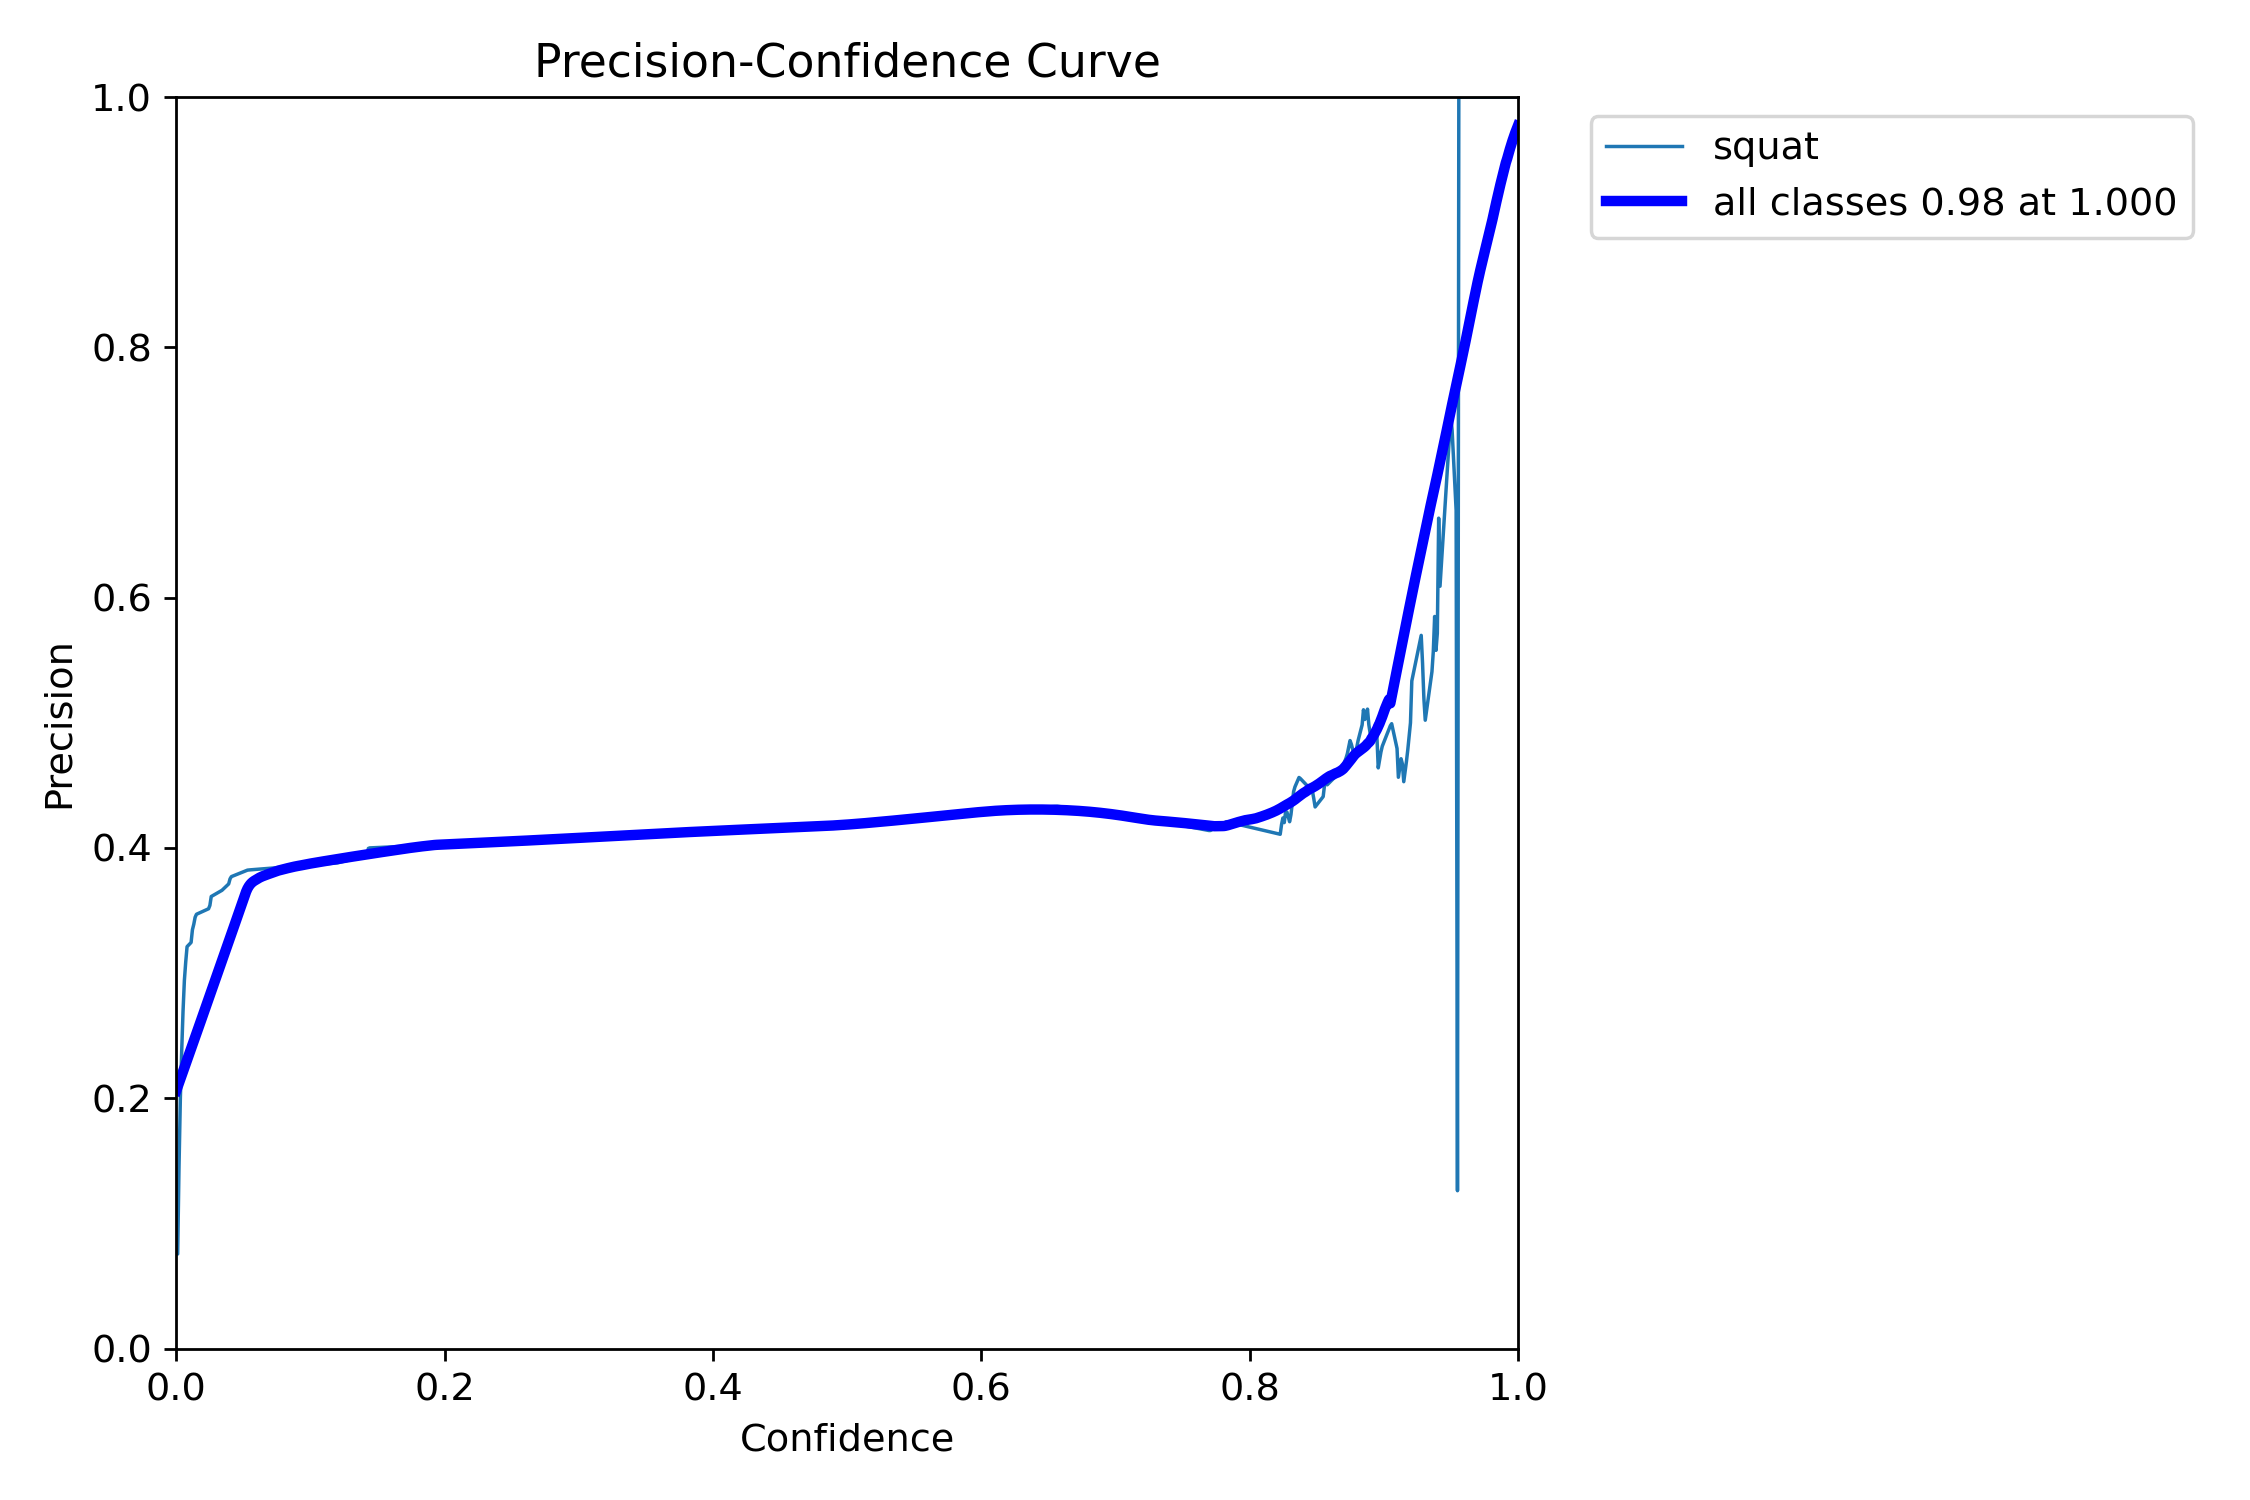 Precision-Confidence Curve
1.0
0.8
0.6
0.4
0.2
0.0
Precision
0.0 0.2 0.4 0.6 0.8 1.0
Confidence
squat
all classes 0.98 at 1.000